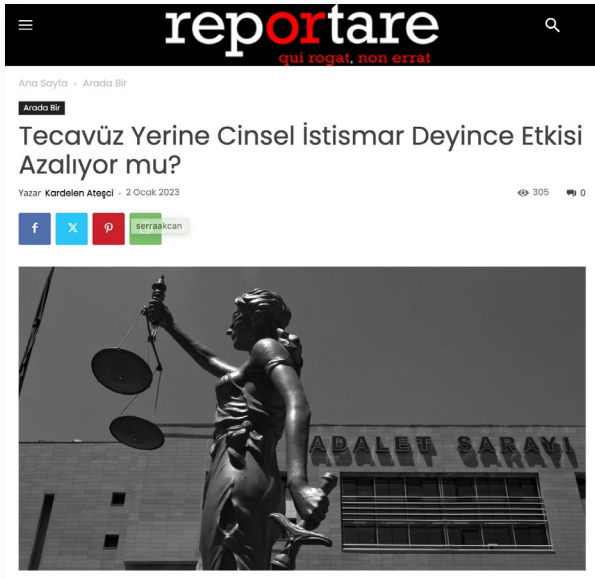 reportare
qui rogat, non errat
Ana Sayfa › Arada Bir
Arada Bir
Tecavüz Yerine Cinsel İstismar Deyince Etkisi
Azalıyor mu?
Yazar Kardelen Ateşci - 2 Ocak 2023 305 0
serraakcan
ADALET SARAYI